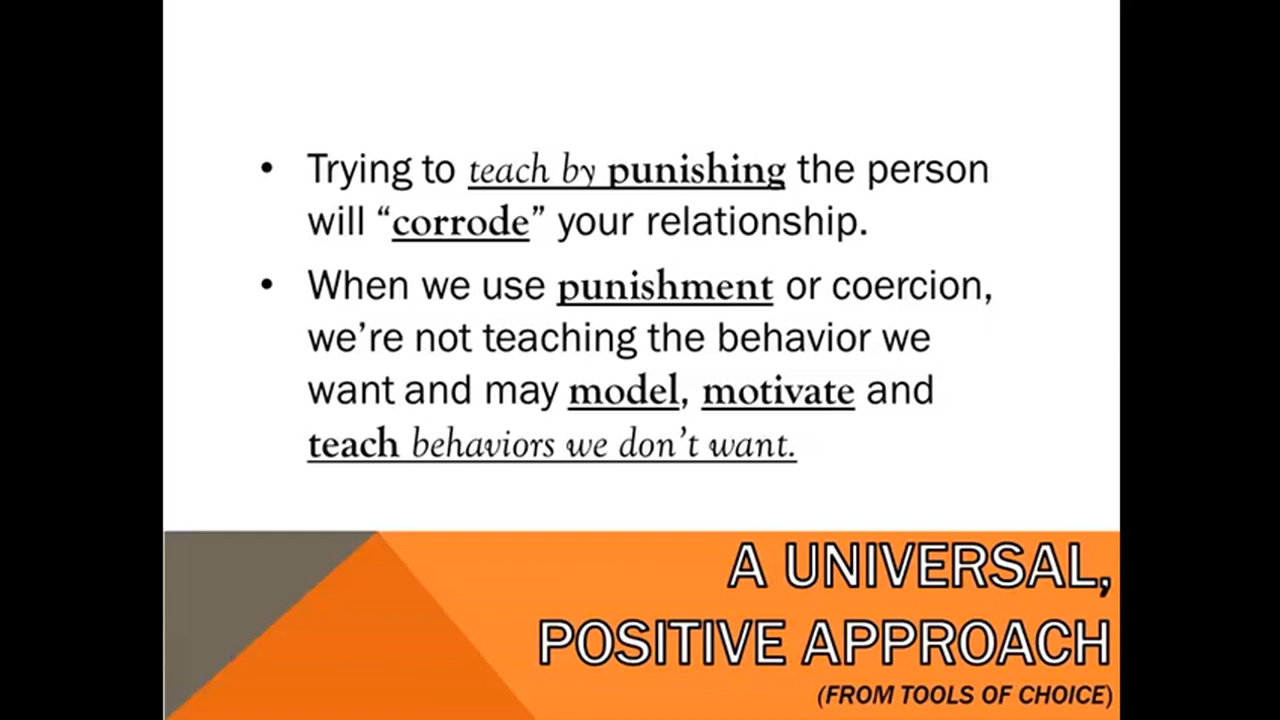 • Trying to teach by punishing the person
will “corrode” your relationship.
• When we use punishment or coercion,
we’re not teaching the behavior we
want and may model, motivate and
teach behaviors we don’t want.
A UNIVERSAL,
POSITIVE APPROACH
(FROM TOOLS OF CHOICE)